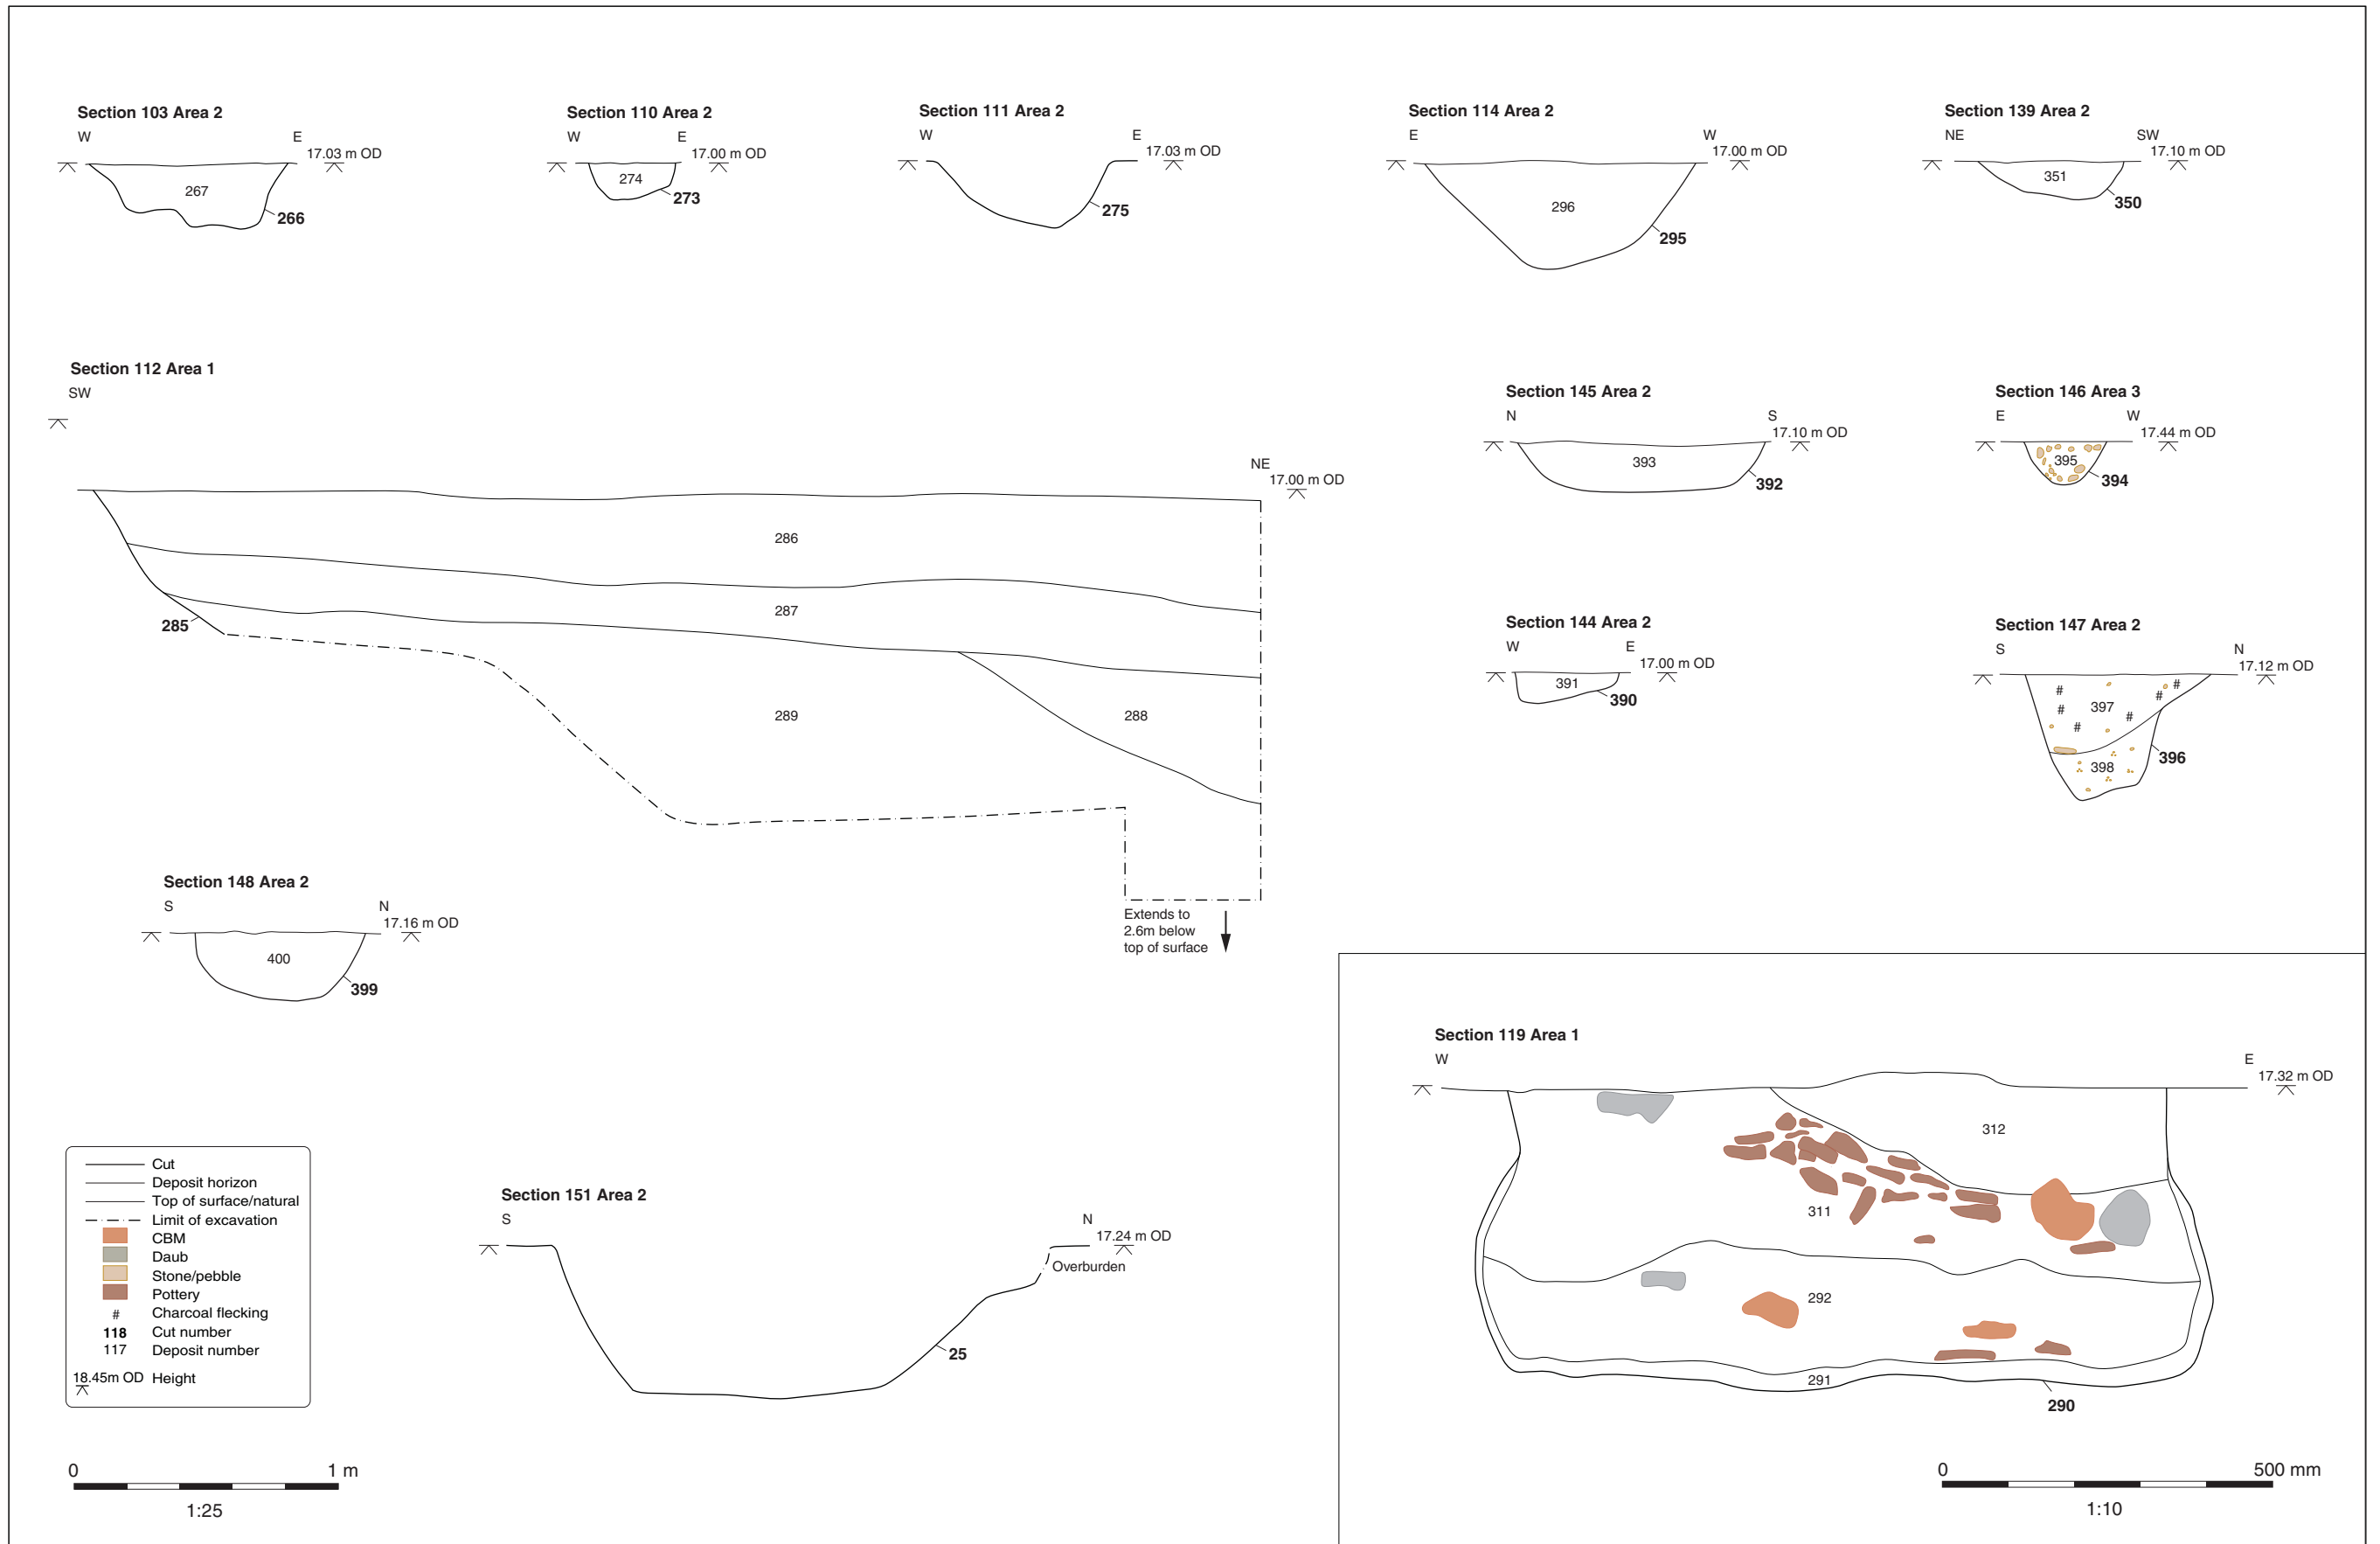 Section 103 Area 2
W E
17.03 m OD
267
266
Section 110 Area 2
W E
17.00 m OD
274
273
Section 111 Area 2
W E
17.03 m OD
275
Section 114 Area 2
E W
17.00 m OD
296
295
Section 139 Area 2
NE SW
17.10 m OD
351
350
Section 112 Area 1
SW
NE
17.00 m OD
286
287
285
289
288
Extends to
2.6m below
top of surface
Section 145 Area 2
N S
17.10 m OD
393
392
Section 146 Area 3
E W
17.44 m OD
395
394
Section 144 Area 2
W E
17.00 m OD
391
390
Section 147 Area 2
S N
17.12 m OD
# # # # # #
397
398
396
Section 148 Area 2
S N
17.16 m OD
400
399
Section 151 Area 2
S N
17.24 m OD
Overburden
25
Section 119 Area 1
W E
17.32 m OD
312
311
292
291
290
Cut
Deposit horizon
Top of surface/natural
Limit of excavation
CBM
Daub
Stone/pebble
Pottery
# Charcoal flecking
118 Cut number
117 Deposit number
18.45m OD Height
0 1 m
1:25
0 500 mm
1:10